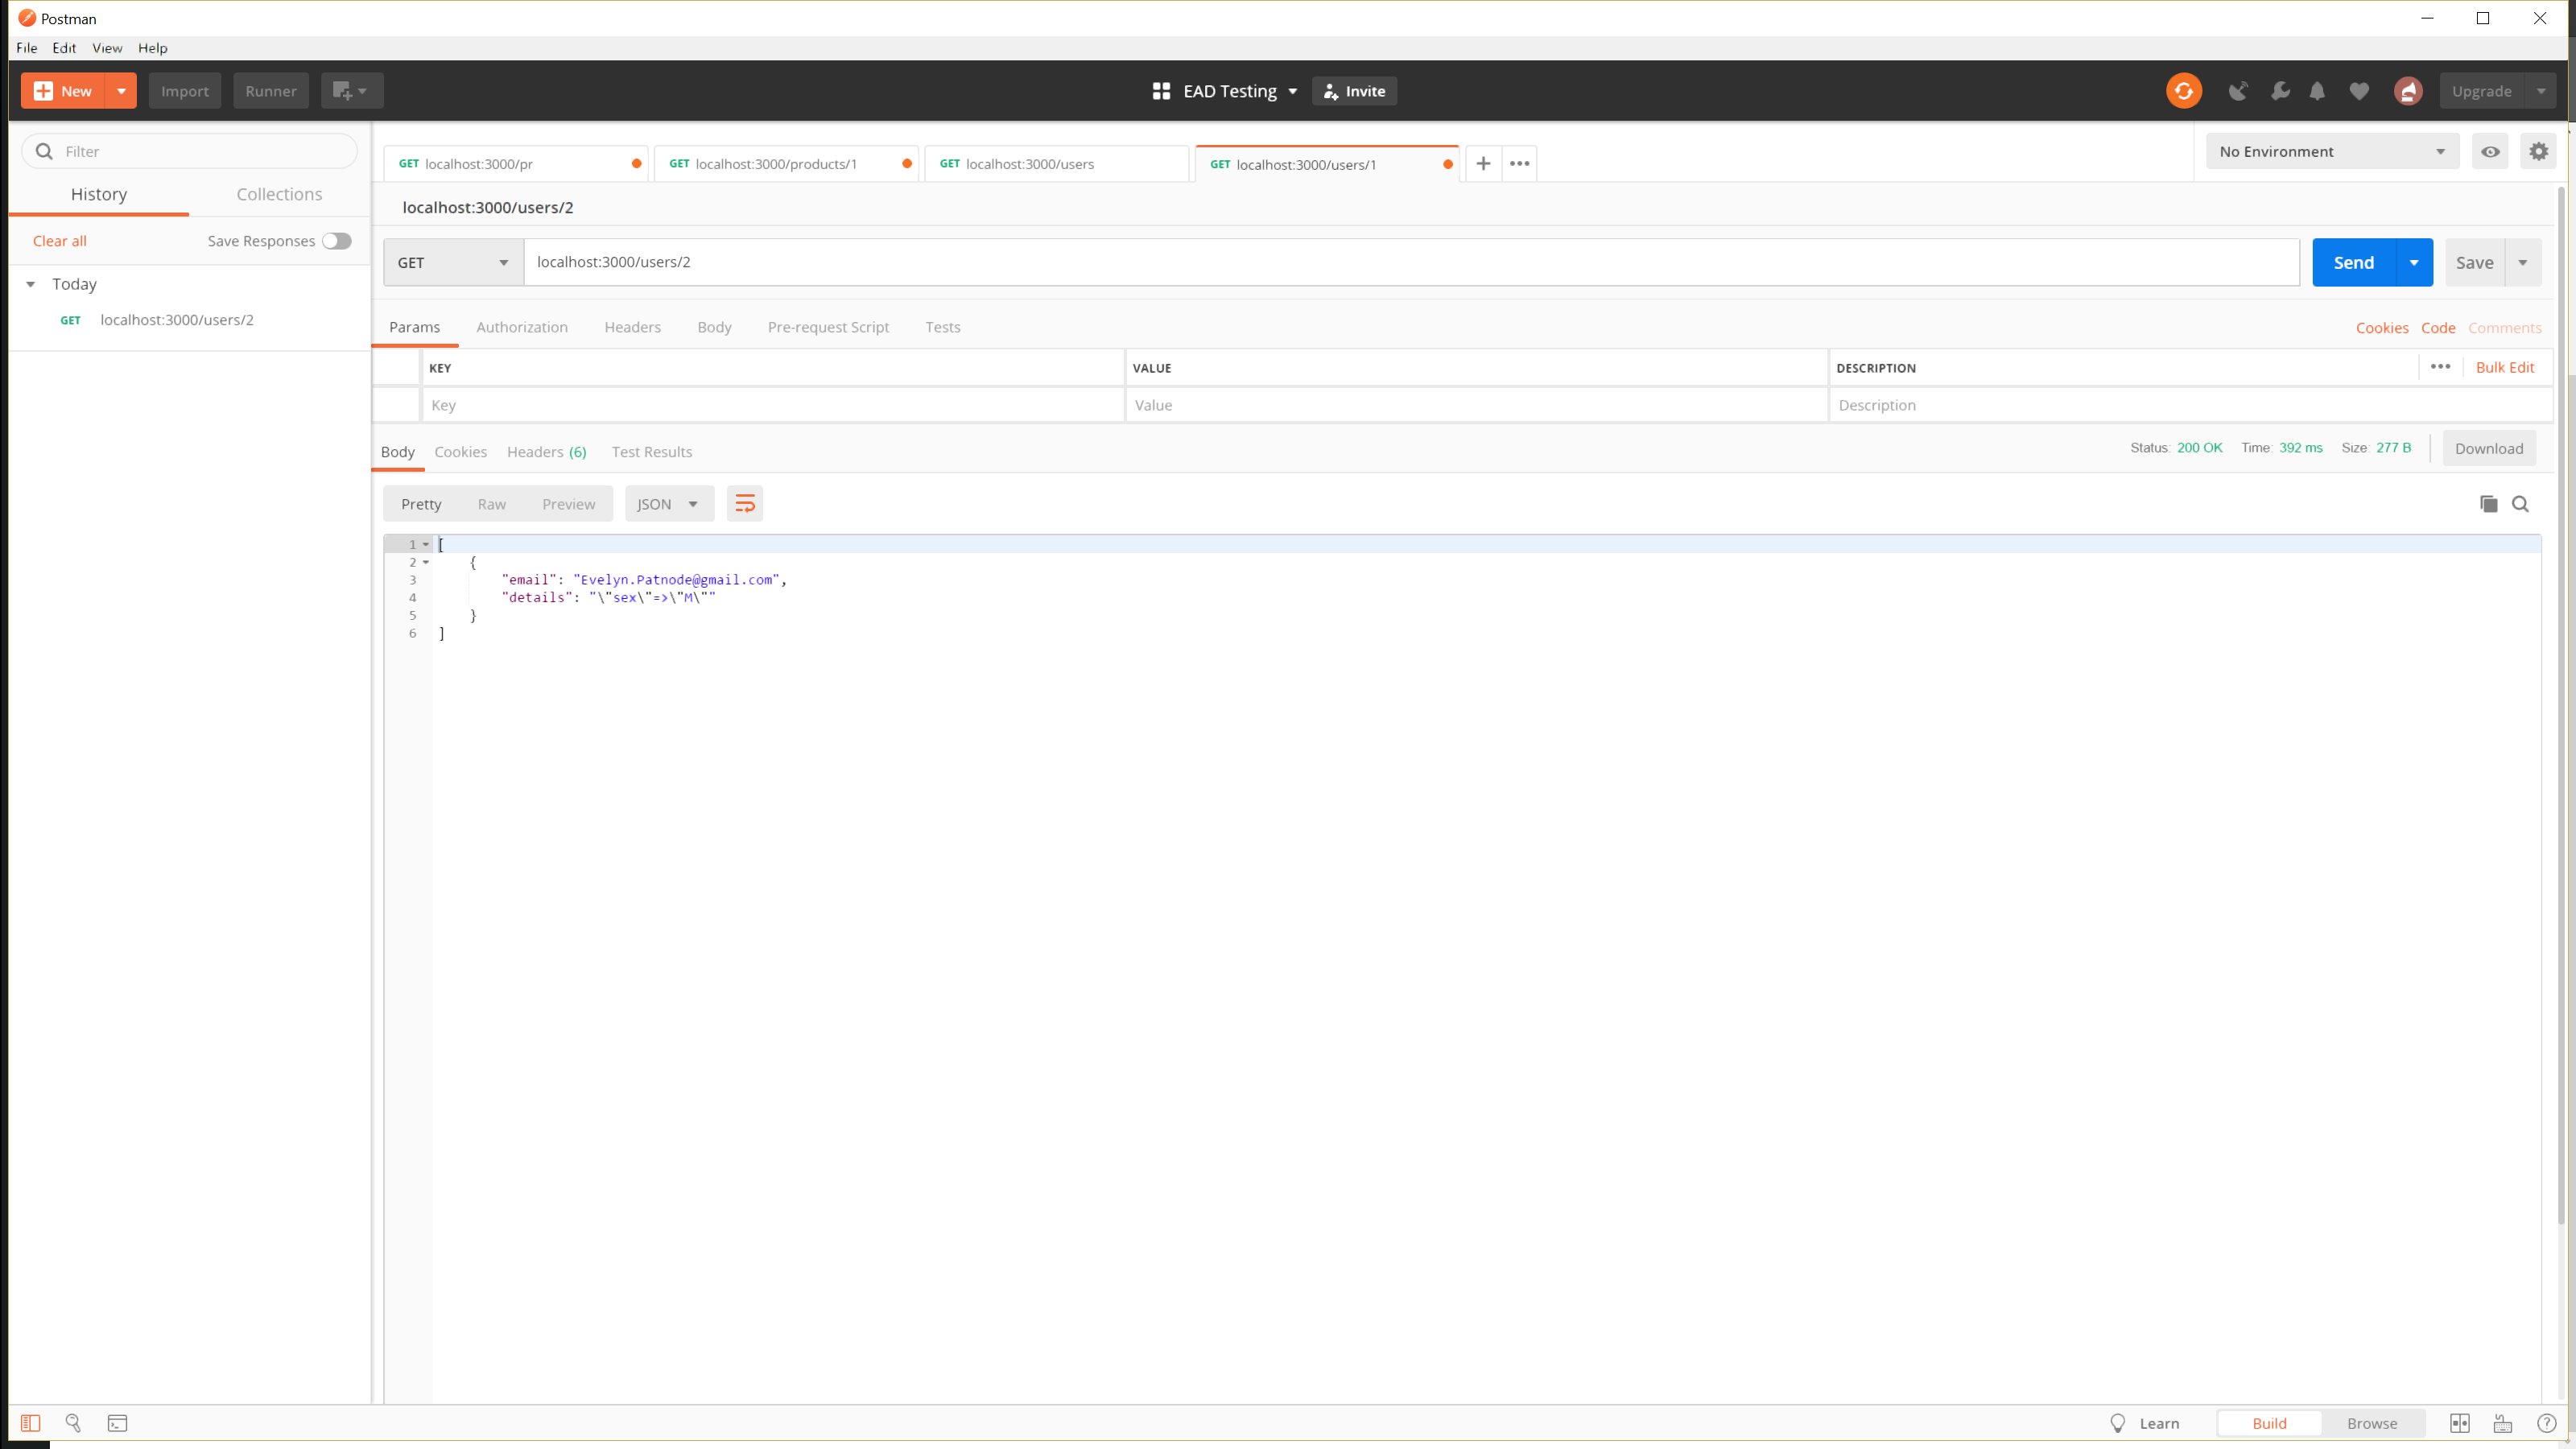 Postman
File Edit View Help
New Import Runner EAD Testing Invite Upgrade
Filter
History Collections
Clear all Save Responses
Today
GET localhost:3000/users/2
GET localhost:3000/pr GET localhost:3000/products/1 GET localhost:3000/users GET localhost:3000/users/1 No Environment
localhost:3000/users/2
GET localhost:3000/users/2 Send Save
Params Authorization Headers Body Pre-request Script Tests Cookies Code Comments
KEY VALUE DESCRIPTION Bulk Edit
Key Value Description
Body Cookies Headers (6) Test Results Status: 200 OK Time: 392 ms Size: 277 B Download
Pretty Raw Preview JSON
1 [
2 {
3 "email": "Evelyn.Patnode@gmail.com",
4 "details": "\"sex\"=>\"M\""
5 }
6 ]
Learn Build Browse